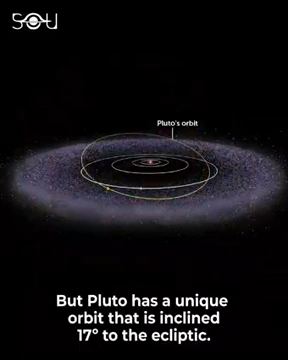 SOU
Pluto's orbit
But Pluto has a unique
orbit that is inclined
17° to the ecliptic.